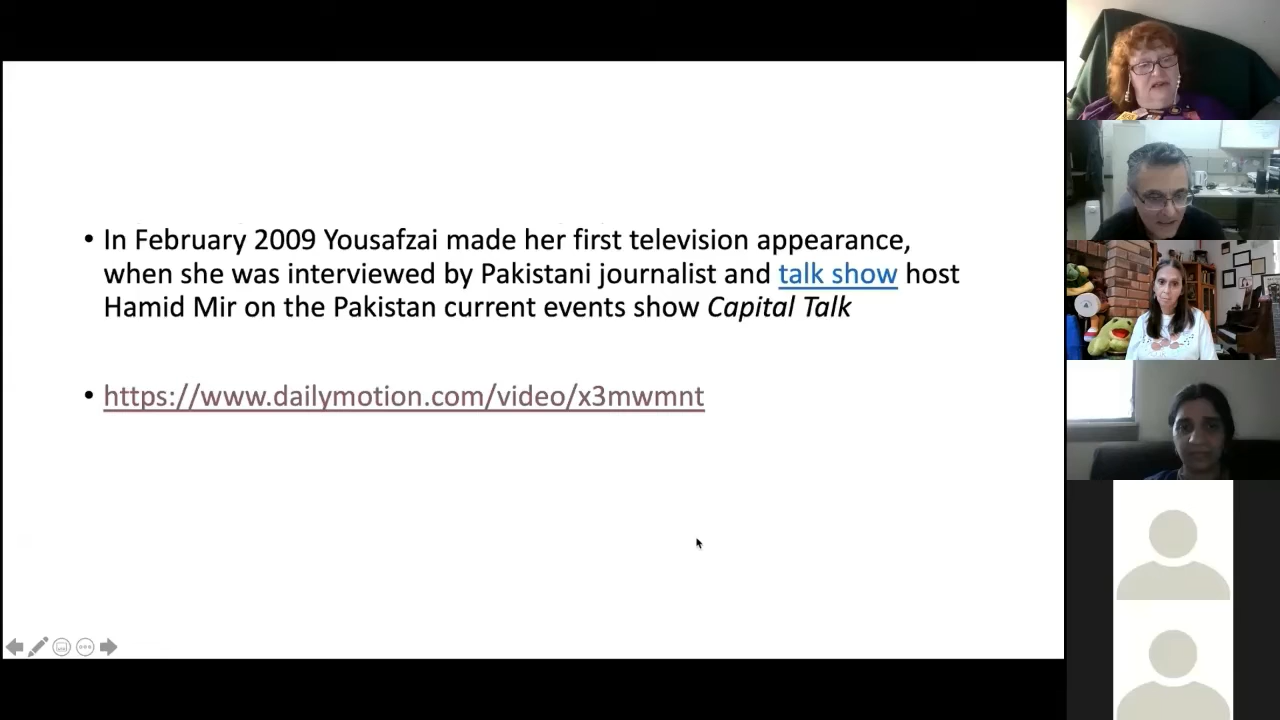 • In February 2009 Yousafzai made her first television appearance,
when she was interviewed by Pakistani journalist and talk show host
Hamid Mir on the Pakistan current events show Capital Talk
• https://www.dailymotion.com/video/x3mwmnt